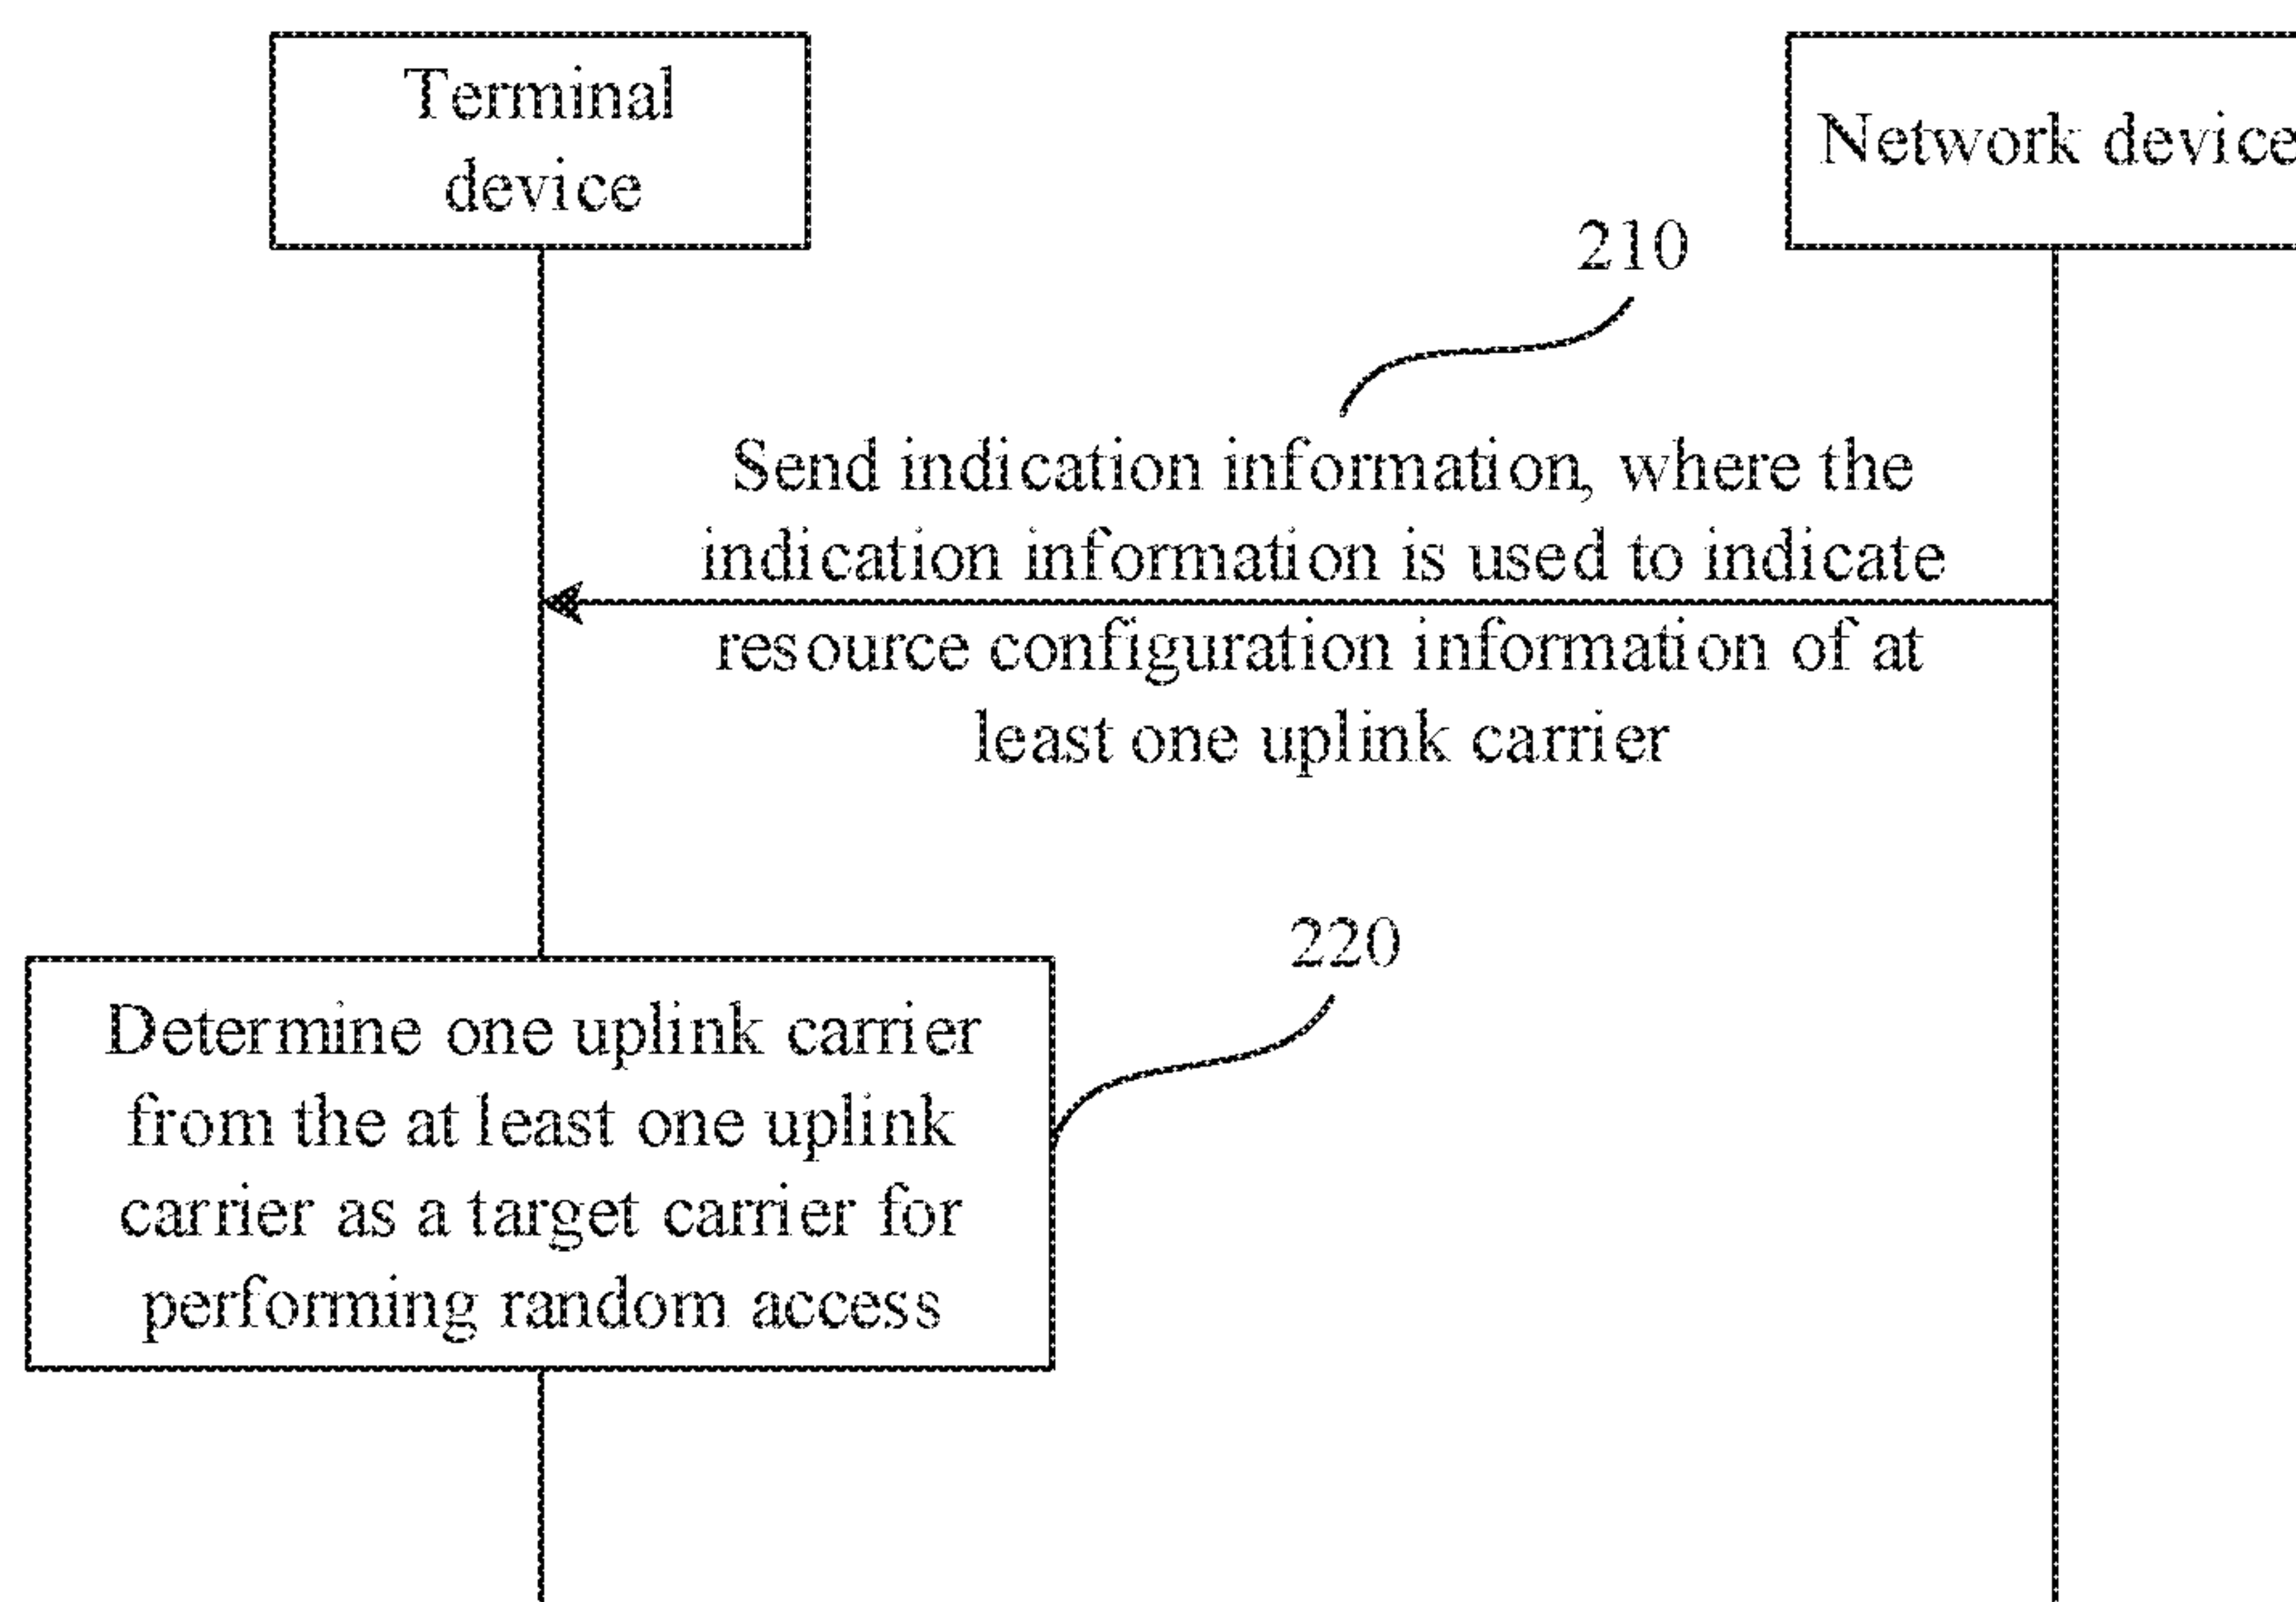 Terminal
device
Network device
210
Send indication information, where the
indication information is used to indicate
resource configuration information of at
least one uplink carrier
220
Determine one uplink carrier
from the at least one uplink
carrier as a target carrier for
performing random access